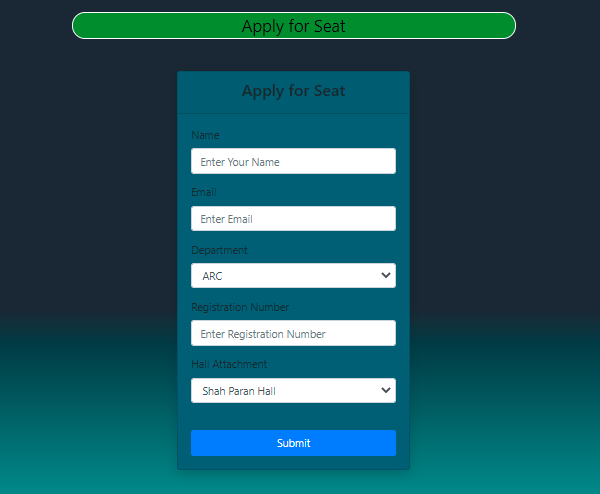 Apply for Seat
Apply for Seat
Name
Enter Your Name
Email
Enter Email
Department
ARC
Registration Number
Enter Registration Number
Hall Attachment
Shah Paran Hall
Submit